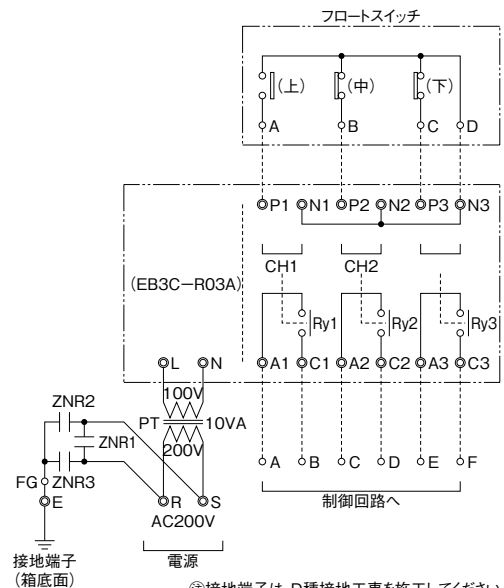 フロートスイッチ
(上) (中) (下)
A B C D
P1 N1 P2 N2 P3 N3
CH1 CH2
(EB3C-R03A)
Ry1 Ry2 Ry3
L N A1 C1 A2 C2 A3 C3
100V
ZNR2
PT 10VA
ZNR1
200V
ZNR3
FG
A B C D E F
E R S
制御回路へ
AC200V
接地端子
(箱底面)
電源